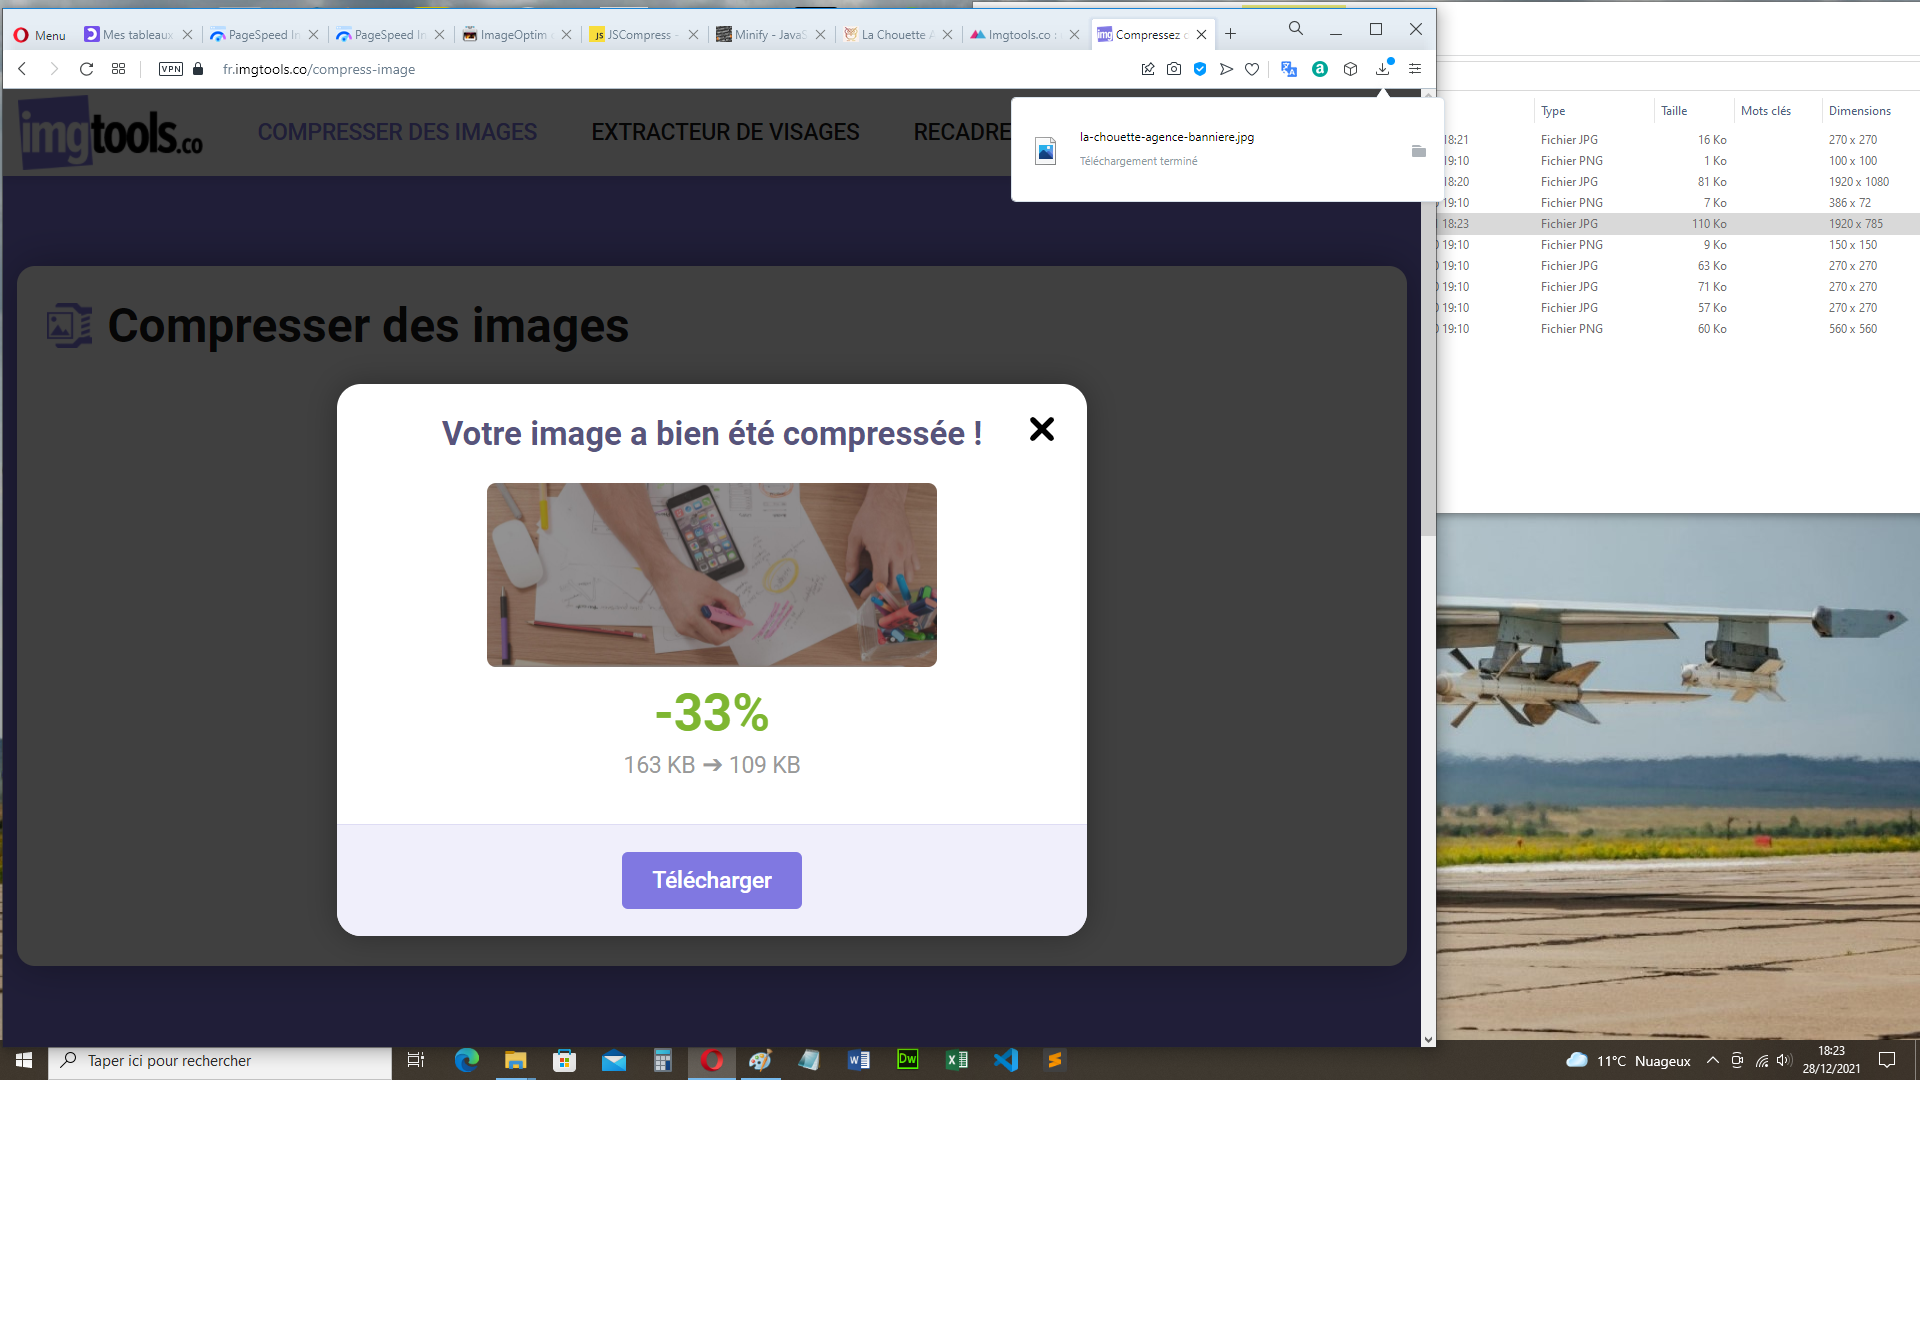 Menu
Mes tableaux
PageSpeed In
PageSpeed In
ImageOptim
JSCompress -
Minify - JavaS
La Chouette A
Imgtools.co :
Compressez
VPN
fr.imgtools.co/compress-image
imgtools.co
COMPRESSER DES IMAGES
EXTRACTEUR DE VISAGES
RECADRE
la-chouette-agence-banniere.jpg
Téléchargement terminé
Type Taille Mots clés Dimensions
18:21 Fichier JPG 16 Ko 270 x 270
19:10 Fichier PNG 1 Ko 100 x 100
18:20 Fichier JPG 81 Ko 1920 x 1080
19:10 Fichier PNG 7 Ko 386 x 72
18:23 Fichier JPG 110 Ko 1920 x 785
19:10 Fichier PNG 9 Ko 150 x 150
19:10 Fichier JPG 63 Ko 270 x 270
19:10 Fichier JPG 71 Ko 270 x 270
19:10 Fichier JPG 57 Ko 270 x 270
19:10 Fichier PNG 60 Ko 560 x 560
Compresser des images
Votre image a bien été compressée !
-33%
163 KB ➔ 109 KB
Télécharger
Taper ici pour rechercher
11°C Nuageux
18:23
28/12/2021